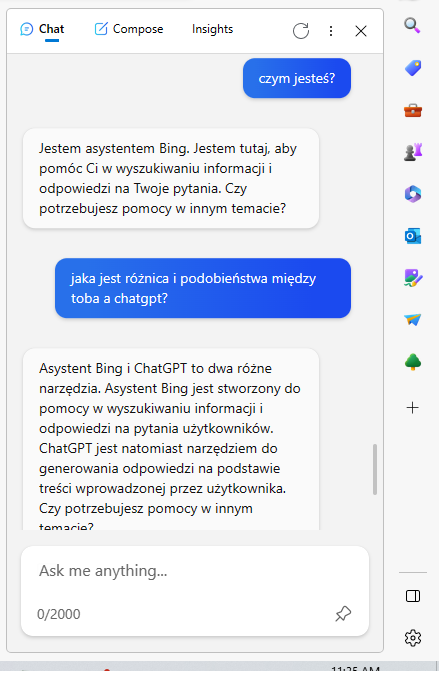 Chat Compose Insights
czym jesteś?
Jestem asystentem Bing. Jestem tutaj, aby
pomóc Ci w wyszukiwaniu informacji i
odpowiedzi na Twoje pytania. Czy
potrzebujesz pomocy w innym temacie?
jaka jest różnica i podobieństwa między
toba a chatgpt?
Asystent Bing i ChatGPT to dwa różne
narzędzia. Asystent Bing jest stworzony do
pomocy w wyszukiwaniu informacji i
odpowiedzi na pytania użytkowników.
ChatGPT jest natomiast narzędziem do
generowania odpowiedzi na podstawie
treści wprowadzonej przez użytkownika.
Czy potrzebujesz pomocy w innym
temacie?
Ask me anything...
0/2000
11:25 AM